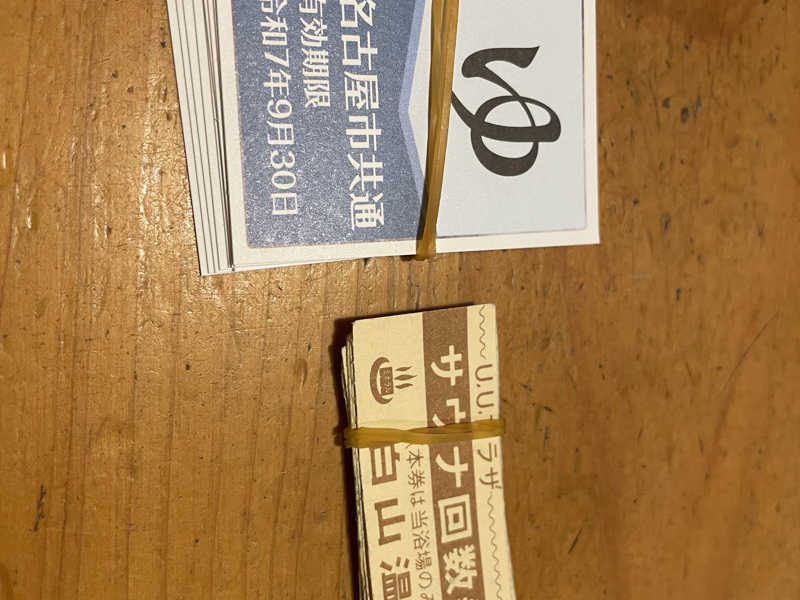 ゆ
名古屋市共通
有効期限
令和7年9月30日
U.U.
ラザ
サウナ回数
本券は当浴場のみ
白山温